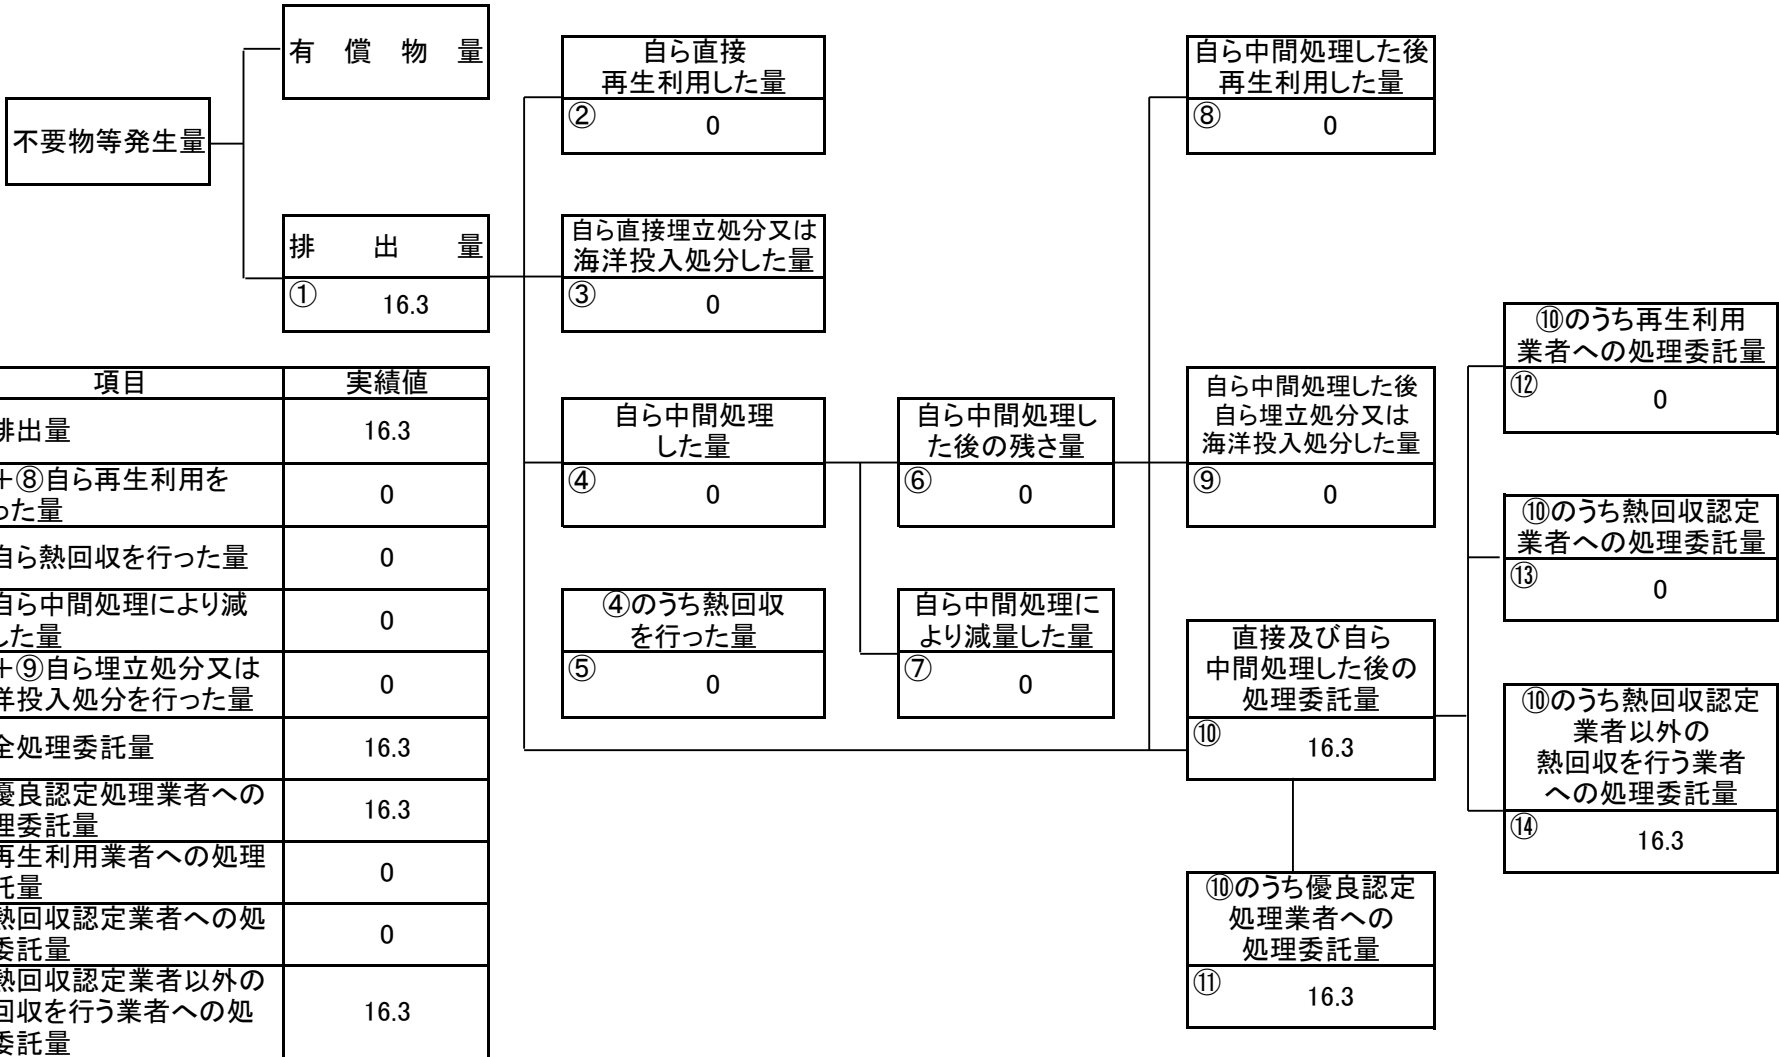 有償物量
不要物等発生量
排出量
① 16.3
自ら直接
再生利用した量
② 0
自ら直接埋立処分又は
海洋投入処分した量
③ 0
自ら中間処理
した量
④ 0
④のうち熱回収
を行った量
⑤ 0
自ら中間処理し
た後の残さ量
⑥ 0
自ら中間処理に
より減量した量
⑦ 0
自ら中間処理した後
再生利用した量
⑧ 0
自ら中間処理した後
自ら埋立処分又は
海洋投入処分した量
⑨ 0
直接及び自ら
中間処理した後の
処理委託量
⑩ 16.3
⑩のうち優良認定
処理業者への
処理委託量
⑪ 16.3
⑩のうち再生利用
業者への処理委託量
⑫ 0
⑩のうち熱回収認定
業者への処理委託量
⑬ 0
⑩のうち熱回収認定
業者以外の
熱回収を行う業者
への処理委託量
⑭ 16.3
項目 実績値
排出量 16.3
+⑧自ら再生利用を
った量 0
自ら熱回収を行った量 0
自ら中間処理により減
した量 0
+⑨自ら埋立処分又は
洋投入処分を行った量 0
全処理委託量 16.3
優良認定処理業者への
理委託量 16.3
再生利用業者への処理
託量 0
熱回収認定業者への処
委託量 0
熱回収認定業者以外の
回収を行う業者への処
委託量 16.3